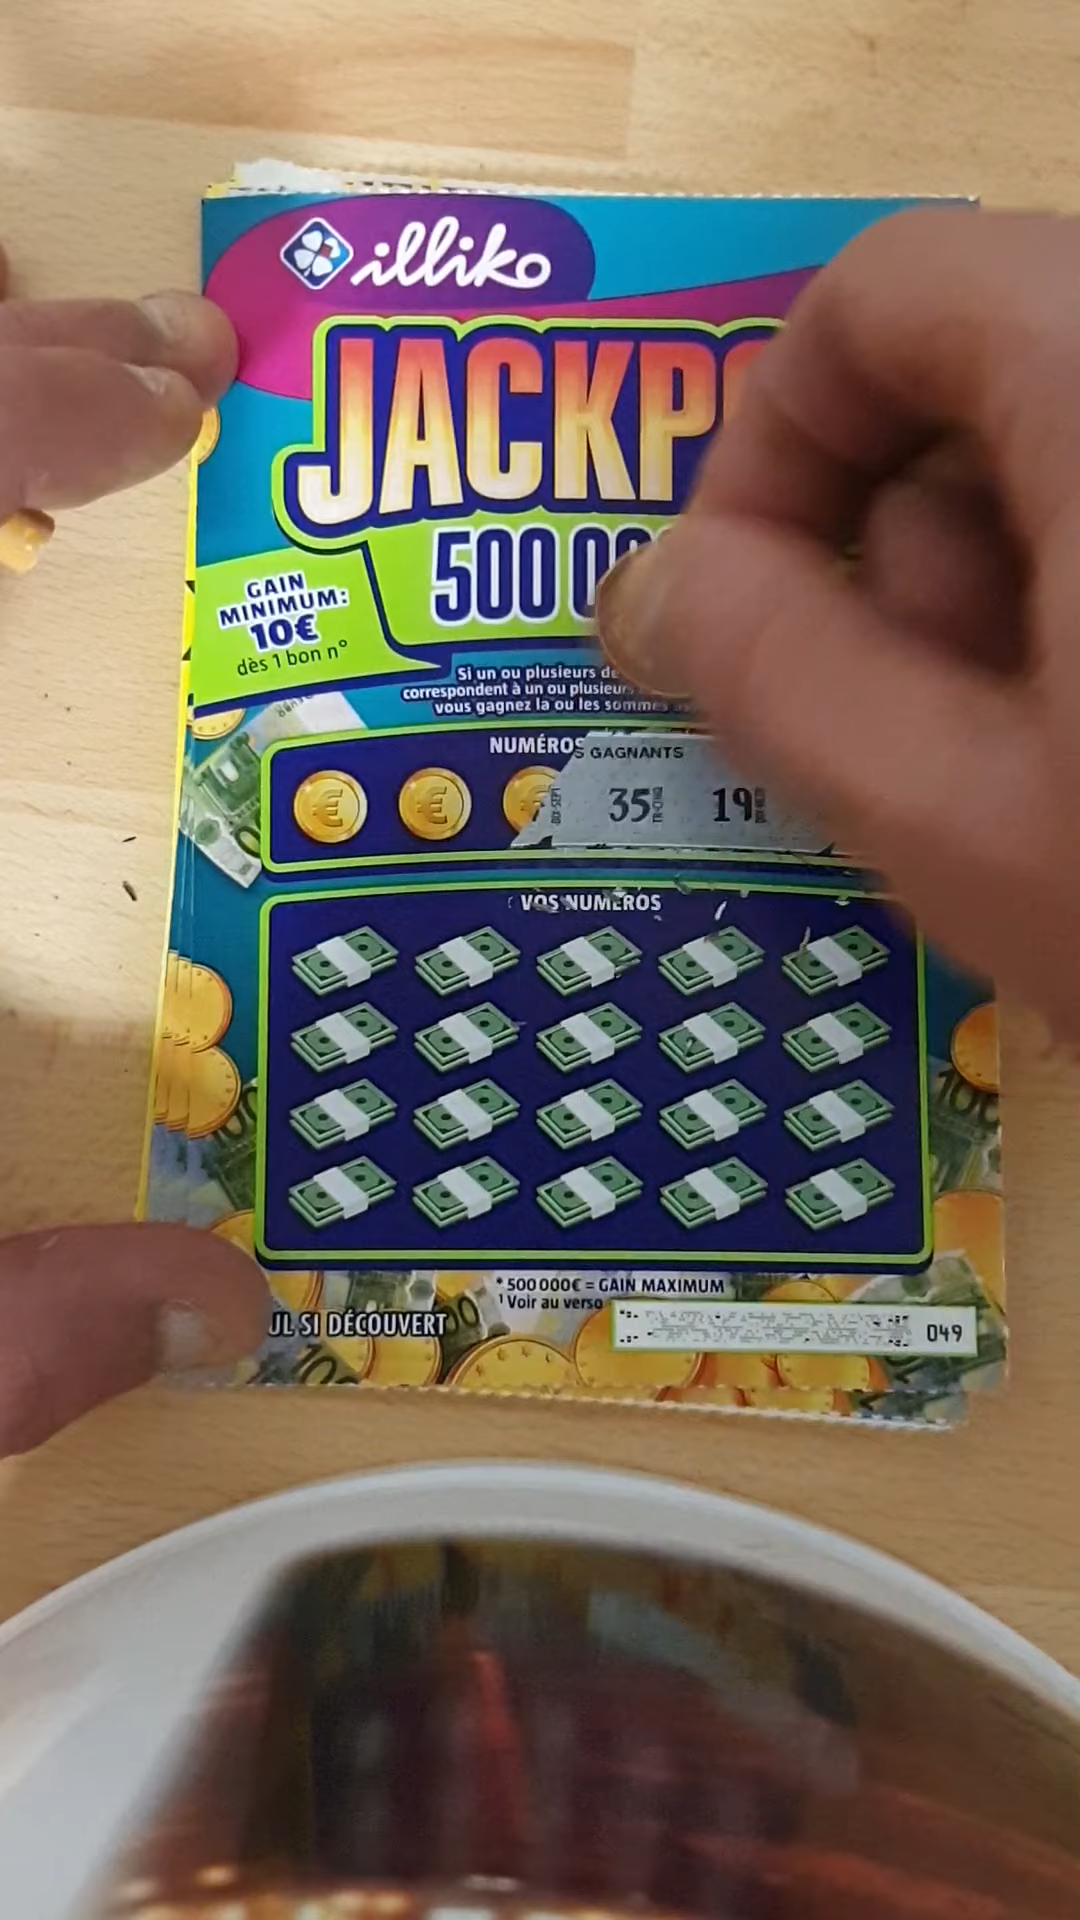 illiko
JACKPO
500 00
GAIN
MINIMUM:
10€
dès 1 bon n°
Si un ou plusieurs de
correspondent à un ou plusieurs
vous gagnez la ou les sommes
NUMÉROS GAGNANTS
35 19
VOS NUMÉROS
* 500 000€ = GAIN MAXIMUM
¹ Voir au verso
UL SI DÉCOUVERT
049